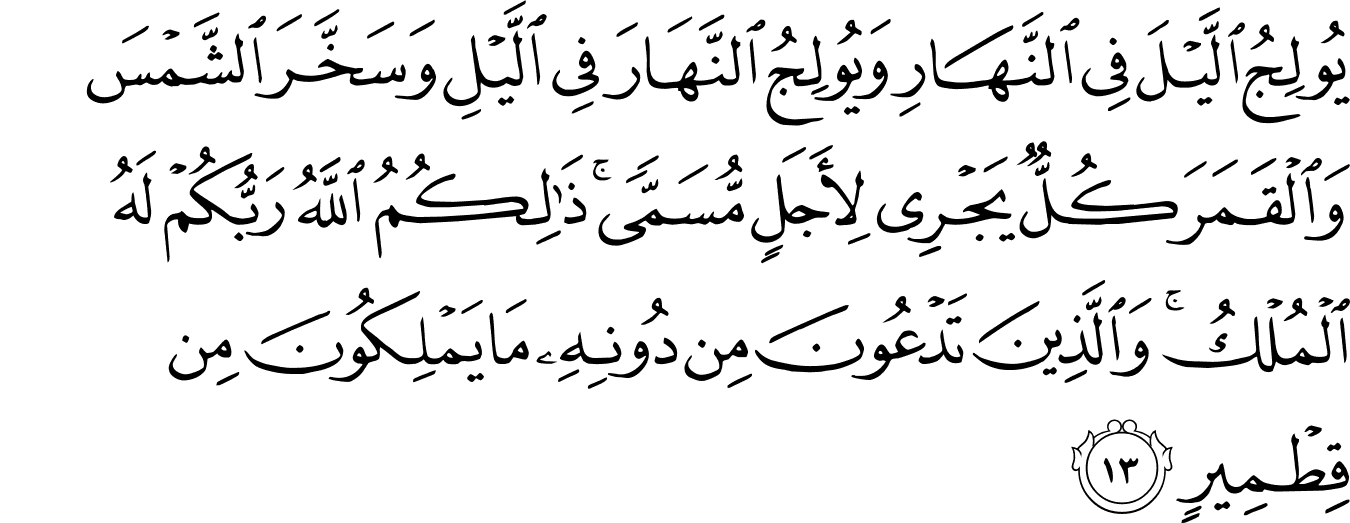 يُولِجُ ٱلَّيْلَ فِى ٱلنَّهَارِ وَيُولِجُ ٱلنَّهَارَ فِى ٱلَّيْلِ وَسَخَّرَ ٱلشَّمْسَ
وَٱلْقَمَرَ كُلٌّ يَجْرِى لِأَجَلٍ مُّسَمًّى ۚ ذَٰلِكُمُ ٱللَّهُ رَبُّكُمْ لَهُ
ٱلْمُلْكُ ۚ وَٱلَّذِينَ تَدْعُونَ مِن دُونِهِۦ مَا يَمْلِكُونَ مِن
قِطْمِيرٍ ١٣